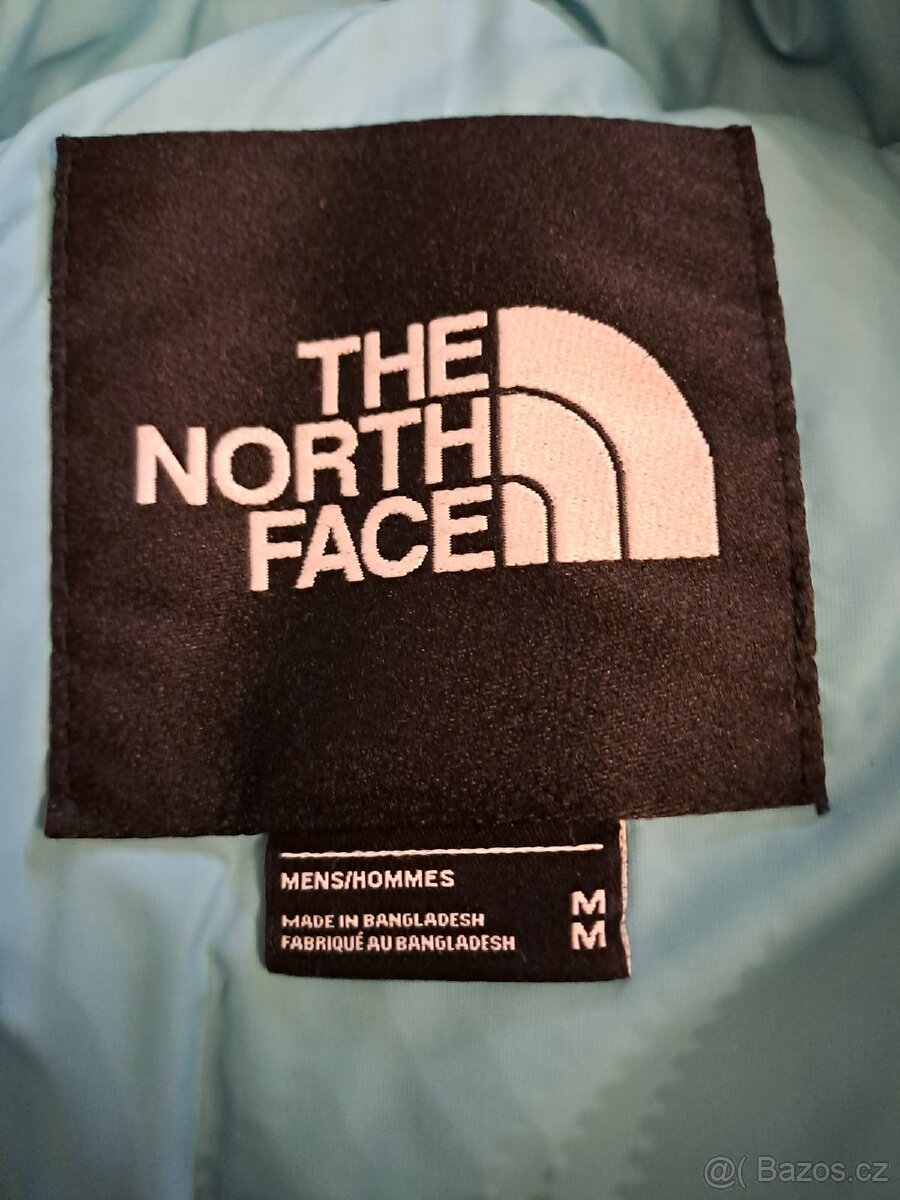 THE
NORTH
FACE
MENS/HOMMES
MADE IN BANGLADESH M
FABRIQUÉ AU BANGLADESH M
@( Bazos.cz